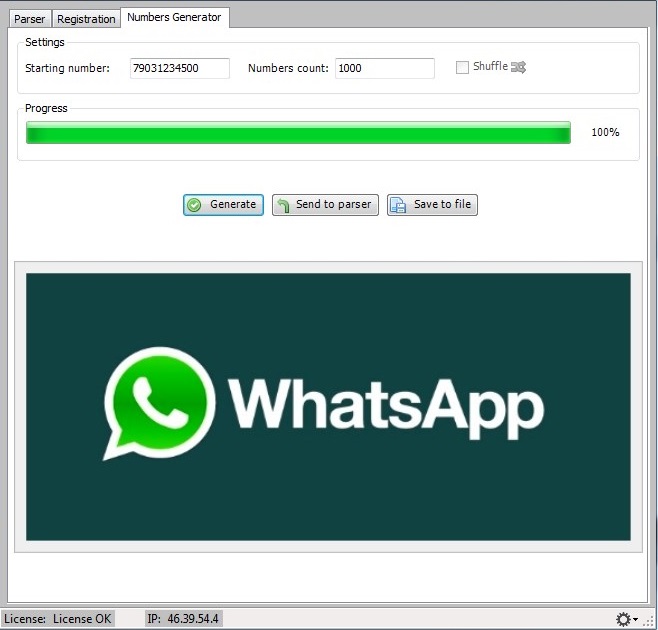 Parser Registration Numbers Generator
Settings
Starting number: 79031234500 Numbers count: 1000 Shuffle
Progress
100%
Generate Send to parser Save to file
WhatsApp
License: License OK IP: 46.39.54.4